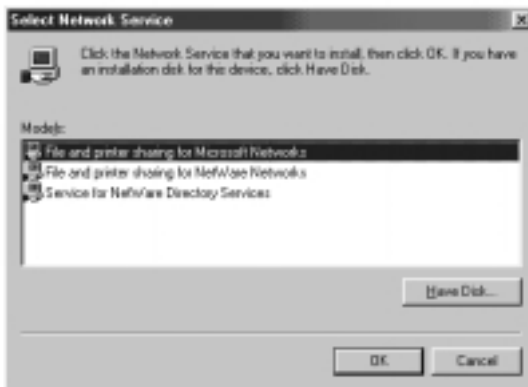 Select Network Service
Click the Network Service that you want to install, then click OK. If you have
an installation disk for this device, click Have Disk.
Models:
File and printer sharing for Microsoft Networks
File and printer sharing for NetWare Networks
Service for NetWare Directory Services
Have Disk...
OK
Cancel